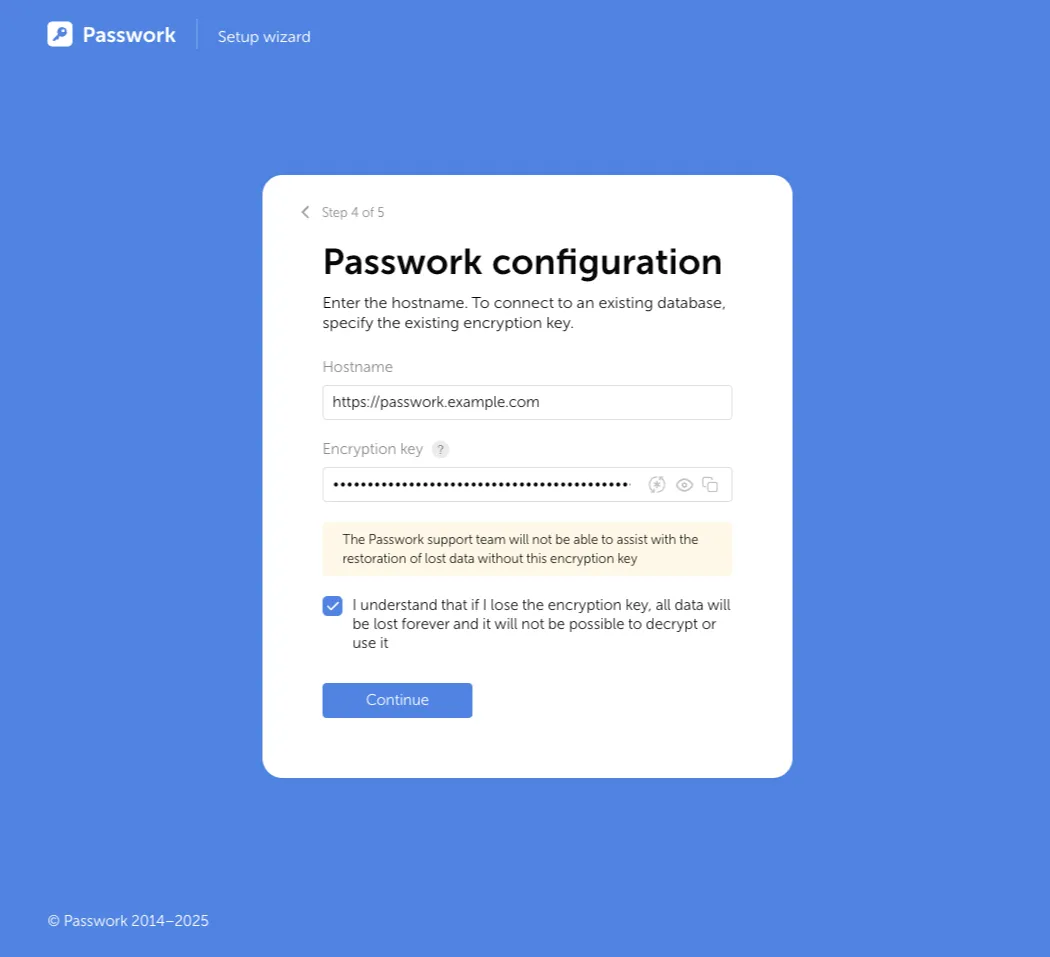 Passwork
Setup wizard
Step 4 of 5
Passwork configuration
Enter the hostname. To connect to an existing database,
specify the existing encryption key.
Hostname
https://passwork.example.com
Encryption key ?
The Passwork support team will not be able to assist with the
restoration of lost data without this encryption key
I understand that if I lose the encryption key, all data will
be lost forever and it will not be possible to decrypt or
use it
Continue
© Passwork 2014–2025